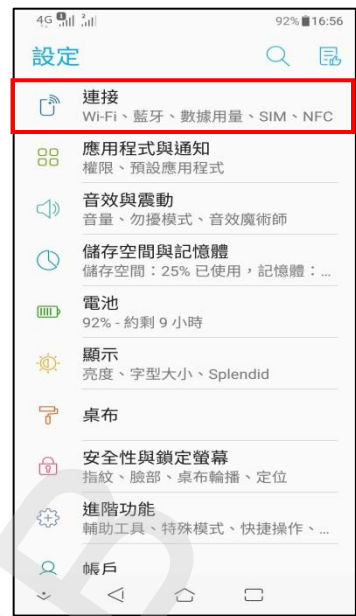 4G 1 2 92% 16:56
設定
連接
Wi-Fi、藍牙、數據用量、SIM、NFC
應用程式與通知
權限、預設應用程式
音效與震動
音量、勿擾模式、音效魔術師
儲存空間與記憶體
儲存空間：25% 已使用，記憶體：...
電池
92% - 約剩 9 小時
顯示
亮度、字型大小、Splendid
桌布
安全性與鎖定螢幕
指紋、臉部、桌布輪播、定位
進階功能
輔助工具、特殊模式、快捷操作、...
帳戶